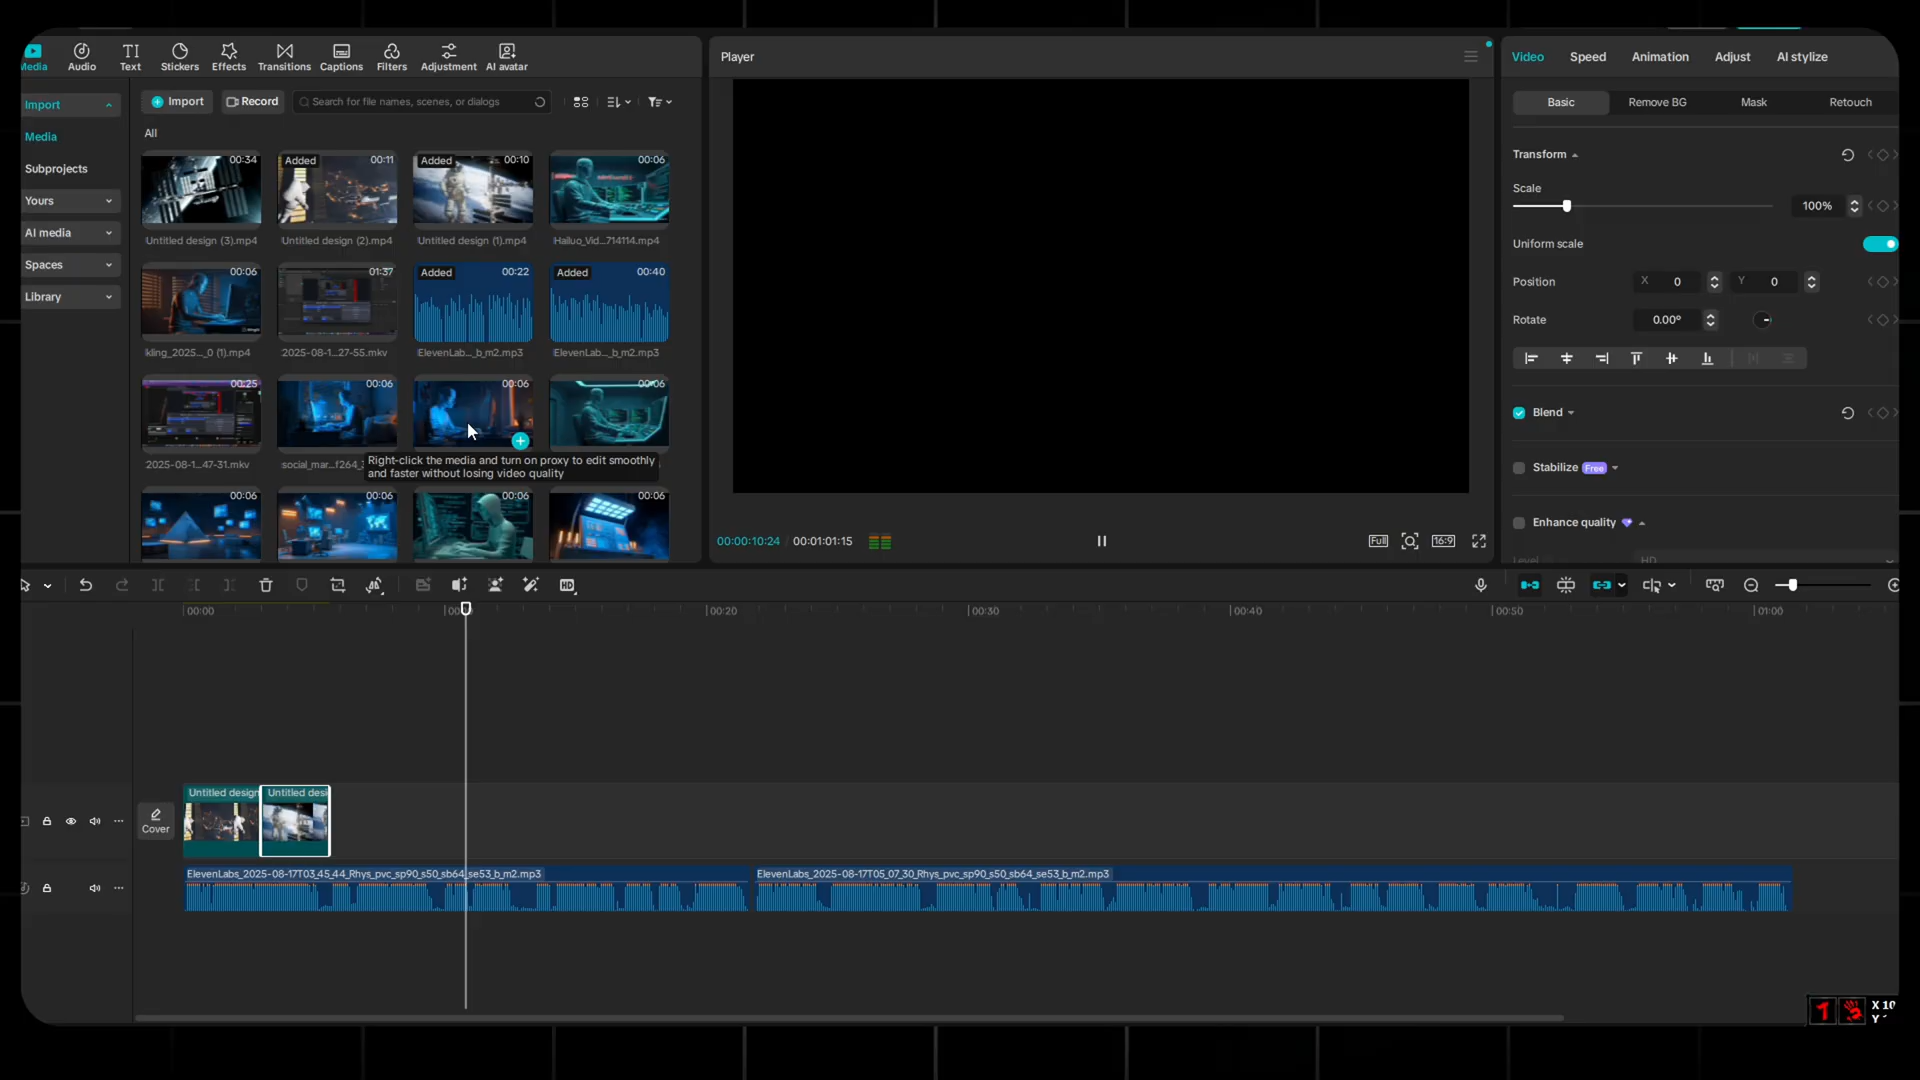 Media
Audio
Text
Stickers
Effects
Transitions
Captions
Filters
Adjustment
AI avatar
Import
Media
Subprojects
Yours
AI media
Spaces
Library
Import
Record
Search for file names, scenes, or dialogs
All
00:34
Added 00:11
Added 00:10
00:06
Untitled design (3).mp4
Untitled design (2).mp4
Untitled design (1).mp4
Hailuo_Vid...714114.mp4
00:06
01:37
Added 00:22
Added 00:40
kling_2025..._0 (1).mp4
2025-08-1...27-55.mkv
ElevenLab..._b_m2.mp3
ElevenLab..._b_m2.mp3
00:25
00:06
00:06
00:06
2025-08-1...47-31.mkv
Right-click the media and turn on proxy to edit smoothly
and faster without losing video quality
00:06
00:06
00:06
00:06
Player
00:00:10:24 / 00:01:01:15
Full
16:9
Video
Speed
Animation
Adjust
AI stylize
Basic
Remove BG
Mask
Retouch
Transform
Scale
100%
Uniform scale
Position
X 0
Y 0
Rotate
0.00°
Blend
Stabilize Free
Enhance quality
Level
HD
HD
00:00
00:20
00:30
00:40
00:50
01:00
Untitled design
Untitled desi
Cover
ElevenLabs_2025-08-17T03_45_44_Rhys_pvc_sp90_s50_sb64_se53_b_m2.mp3
ElevenLabs_2025-08-17T05_07_30_Rhys_pvc_sp90_s50_sb64_se53_b_m2.mp3
X 10